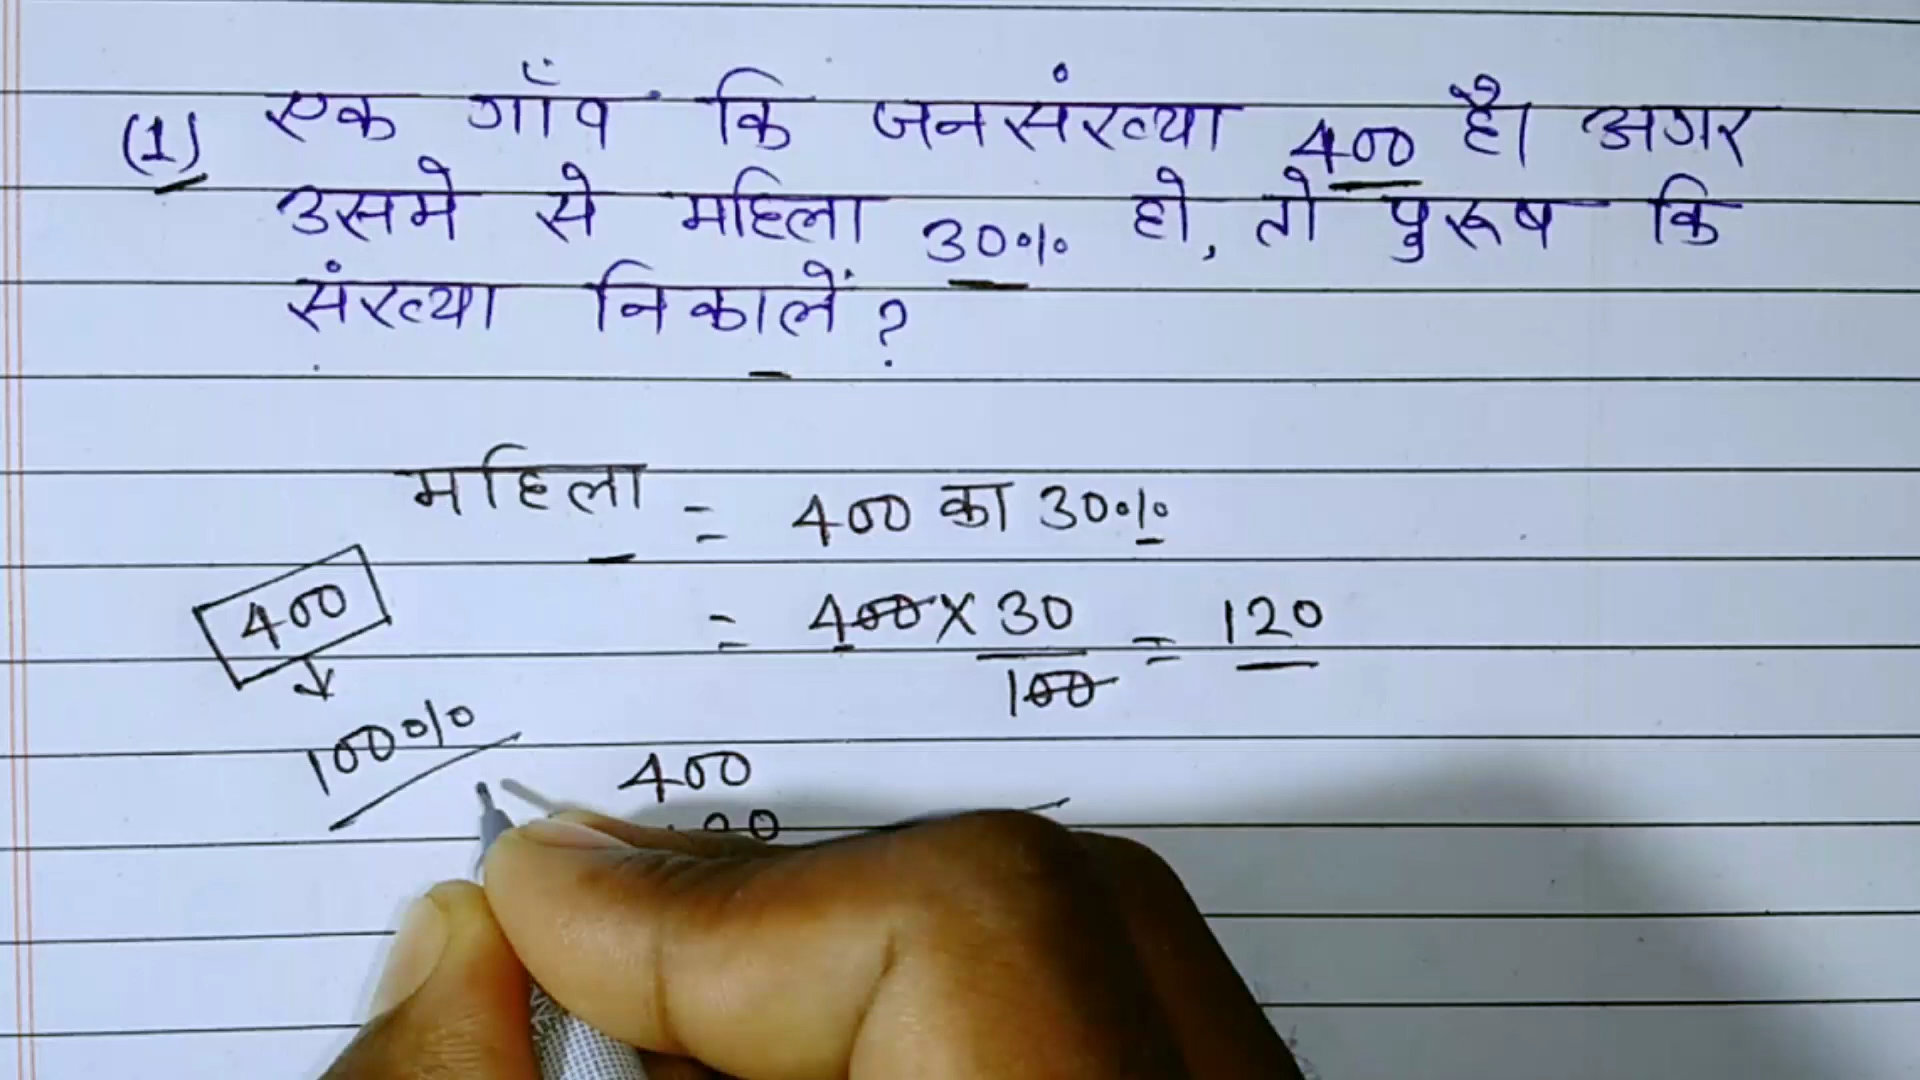 (1) एक गाँव कि जनसंख्या 400 है। अगर
उसमे से महिला 30% हो, तो पुरूष कि
संख्या निकालें ?
महिला = 400 का 30%
= 400 X 30/100 = 120
400
100%
400